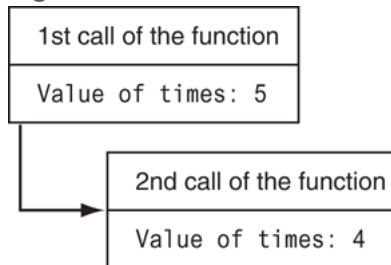 1st call of the function
Value of times: 5
2nd call of the function
Value of times: 4